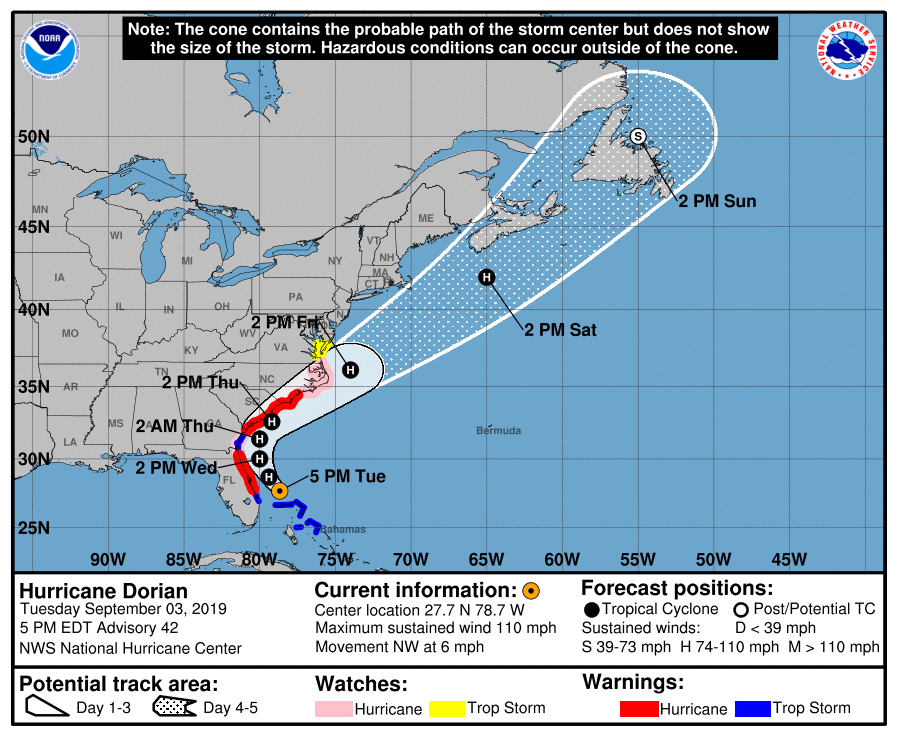 Note: The cone contains the probable path of the storm center but does not show
the size of the storm. Hazardous conditions can occur outside of the cone.
NOAA
NATIONAL WEATHER SERVICE
50N
45N
40N
35N
30N
25N
MN
WI
MI
IA
IL
IN
OH
PA
NY
VT
NH
MA
CT
ME
MO
KY
WV
VA
TN
NC
SC
AR
MS
LA
FL
S
2 PM Sun
H
2 PM Sat
2 PM Fri
H
2 PM Thu
H
2 AM Thu
H
2 PM Wed
H
H
5 PM Tue
Bermuda
Bahamas
90W
85W
80W
75W
70W
65W
60W
55W
50W
45W
Hurricane Dorian
Tuesday September 03, 2019
5 PM EDT Advisory 42
NWS National Hurricane Center
Current information:
Center location 27.7 N 78.7 W
Maximum sustained wind 110 mph
Movement NW at 6 mph
Forecast positions:
Tropical Cyclone
Post/Potential TC
Sustained winds:
D < 39 mph
S 39-73 mph H 74-110 mph M > 110 mph
Potential track area:
Day 1-3
Day 4-5
Watches:
Hurricane
Trop Storm
Warnings:
Hurricane
Trop Storm